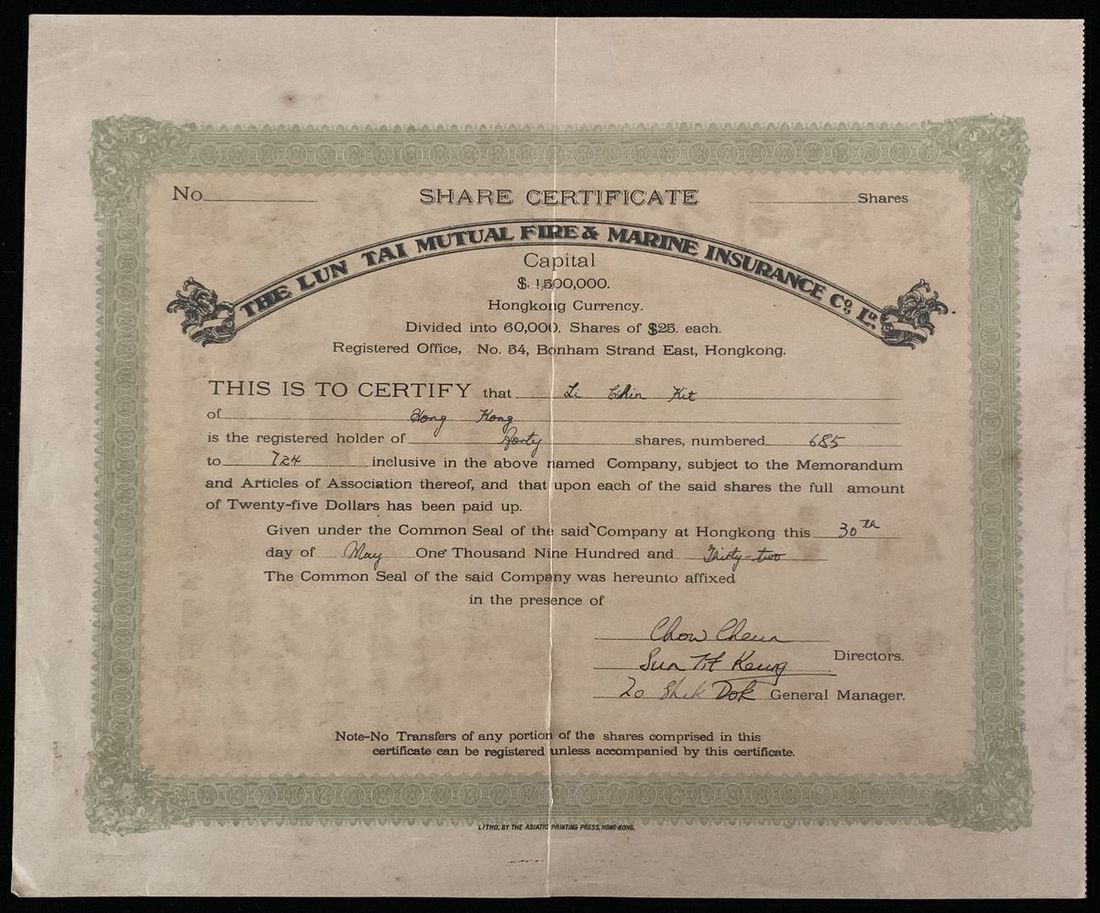 No. SHARE CERTIFICATE Shares
THE LUN TAI MUTUAL FIRE & MARINE INSURANCE Co., Ld.
Capital
$. 1,500,000.
Hongkong Currency.
Divided into 60,000. Shares of $25. each.
Registered Office, No. 54, Bonham Strand East, Hongkong.
THIS IS TO CERTIFY that Li Chin Kit
of Hong Kong
is the registered holder of Forty shares, numbered 685
to 724 inclusive in the above named Company, subject to the Memorandum
and Articles of Association thereof, and that upon each of the said shares the full amount
of Twenty-five Dollars has been paid up.
Given under the Common Seal of the said Company at Hongkong this 30th
day of May One Thousand Nine Hundred and Thirty-two
The Common Seal of the said Company was hereunto affixed
in the presence of
Chow Cheun
Sun Tit Keung Directors.
Lo Shik Dok General Manager.
Note-No Transfers of any portion of the shares comprised in this
certificate can be registered unless accompanied by this certificate.
LITHO, BY THE ASIATIC PRINTING PRESS, HONG KONG.